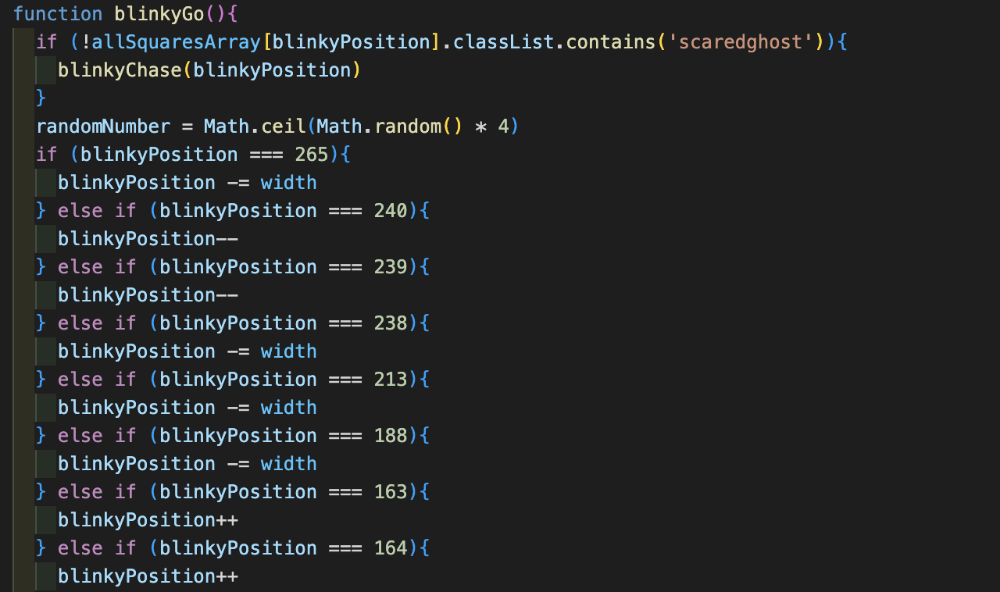 function blinkyGo(){
  if (!allSquaresArray[blinkyPosition].classList.contains('scaredghost')){
    blinkyChase(blinkyPosition)
  }
  randomNumber = Math.ceil(Math.random() * 4)
  if (blinkyPosition === 265){
    blinkyPosition -= width
  } else if (blinkyPosition === 240){
    blinkyPosition--
  } else if (blinkyPosition === 239){
    blinkyPosition--
  } else if (blinkyPosition === 238){
    blinkyPosition -= width
  } else if (blinkyPosition === 213){
    blinkyPosition -= width
  } else if (blinkyPosition === 188){
    blinkyPosition -= width
  } else if (blinkyPosition === 163){
    blinkyPosition++
  } else if (blinkyPosition === 164){
    blinkyPosition++